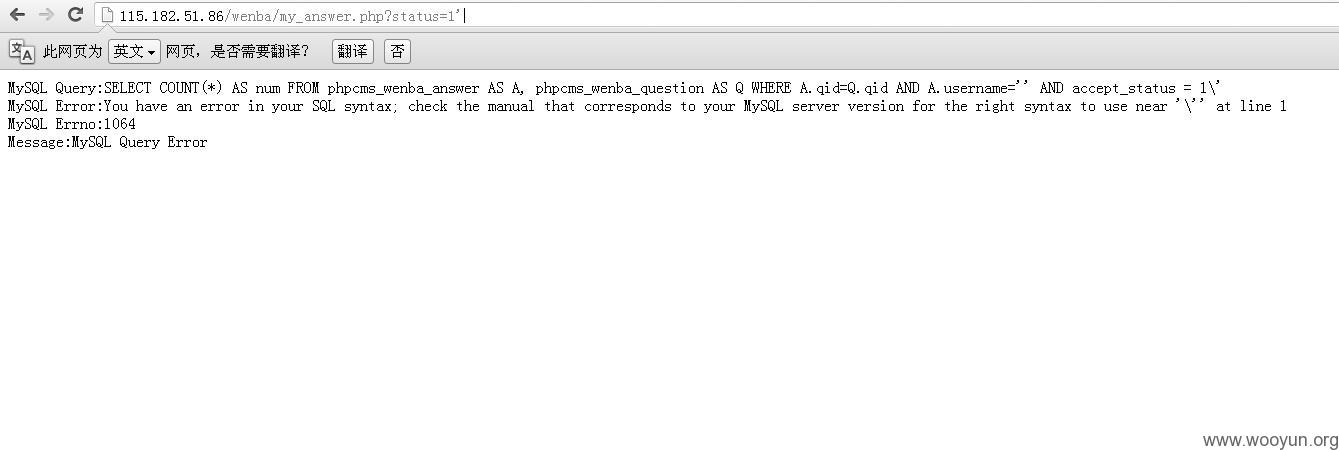 115.182.51.86/wenba/my_answer.php?status=1'
此网页为 英文 网页，是否需要翻译? 翻译 否
MySQL Query:SELECT COUNT(*) AS num FROM phpcms_wenba_answer AS A, phpcms_wenba_question AS Q WHERE A.qid=Q.qid AND A.username='' AND accept_status = 1\'
MySQL Error:You have an error in your SQL syntax; check the manual that corresponds to your MySQL server version for the right syntax to use near '\'' at line 1
MySQL Errno:1064
Message:MySQL Query Error
www.wooyun.org